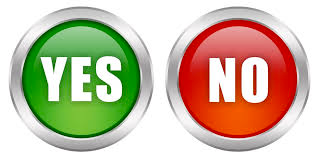 YES NO